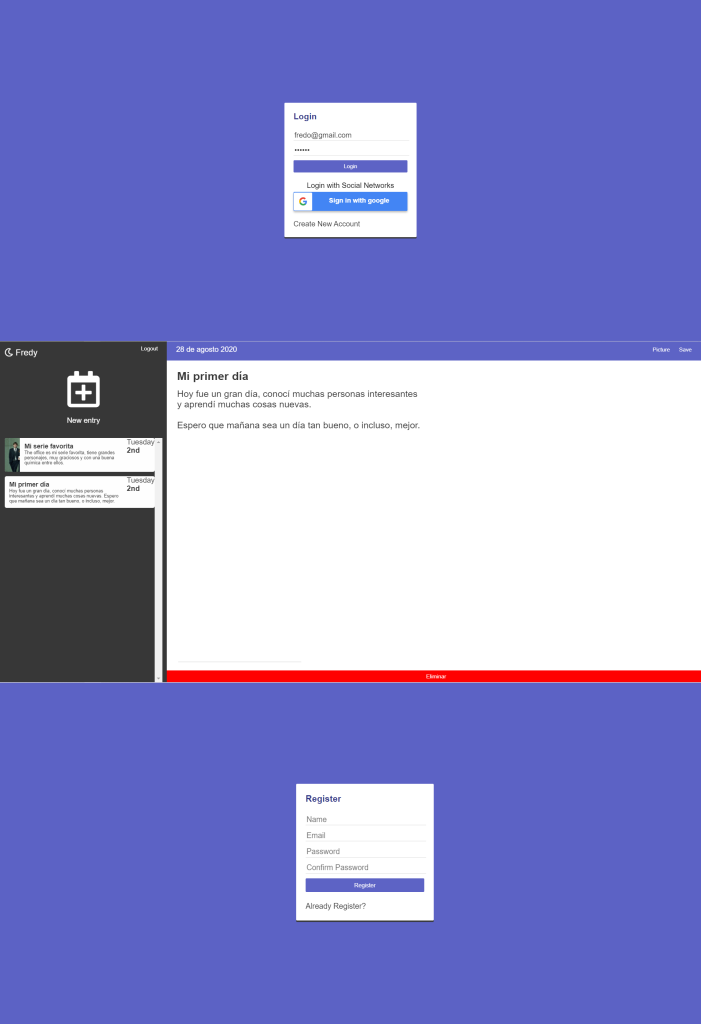 Login
fredo@gmail.com
••••••
Login
Login with Social Networks
Sign in with google
Create New Account
Fredy
Logout
New entry
Mi serie favorita
The office es mi serie favorita, tiene grandes
personajes, muy graciosos y con una buena
química entre ellos.
Tuesday
2nd
Mi primer día
Hoy fue un gran día, conocí muchas personas
interesantes y aprendí muchas cosas nuevas. Espero
que mañana sea un día tan bueno, o incluso, mejor.
Tuesday
2nd
28 de agosto 2020
Picture
Save
Mi primer día
Hoy fue un gran día, conocí muchas personas interesantes
y aprendí muchas cosas nuevas.
Espero que mañana sea un día tan bueno, o incluso, mejor.
Eliminar
Register
Name
Email
Password
Confirm Password
Register
Already Register?